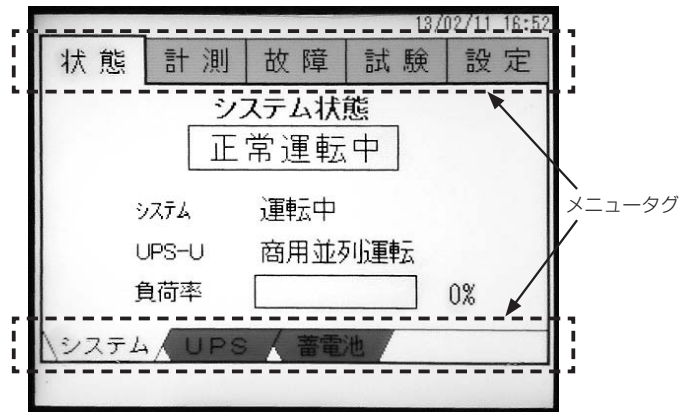 13/02/11 16:52
状態 計測 故障 試験 設定
システム状態
正常運転中
システム 運転中
メニュータグ
UPS-U 商用並列運転
負荷率 0%
システム UPS 蓄電池